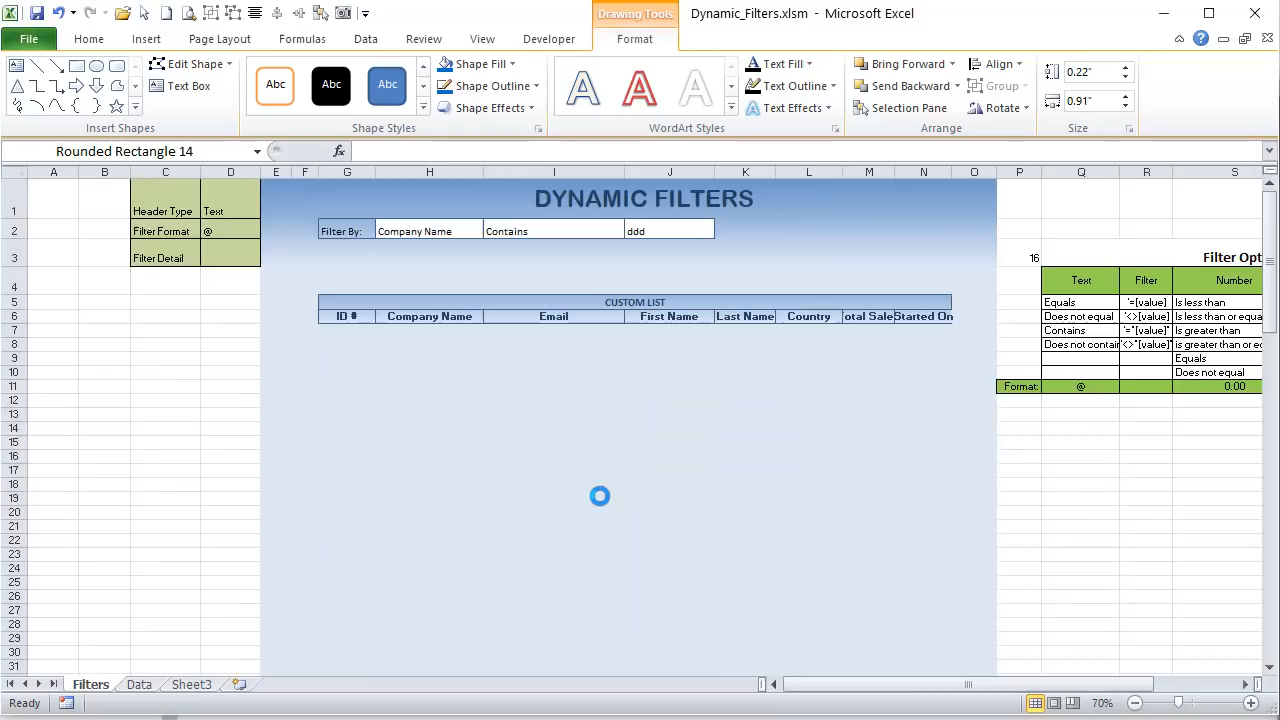 Drawing Tools
Dynamic_Filters.xlsm - Microsoft Excel
File Home Insert Page Layout Formulas Data Review View Developer Format
Edit Shape
Text Box
Insert Shapes
Abc Abc Abc
Shape Fill
Shape Outline
Shape Effects
Shape Styles
A A A
Text Fill
Text Outline
Text Effects
WordArt Styles
Bring Forward
Send Backward
Selection Pane
Align
Group
Rotate
Arrange
0.22"
0.91"
Size
Rounded Rectangle 14
fx
A B C D E F G H I J K L M N O P Q R S
DYNAMIC FILTERS
1 Header Type Text
2 Filter Format @ Filter By: Company Name Contains ddd
3 Filter Detail 16 Filter Opt
4 Text Filter Number
5 CUSTOM LIST Equals '=[value] Is less than
6 ID # Company Name Email First Name Last Name Country otal Sale Started On Does not equal '<>[value] Is less than or equa
7 Contains '="[value]" Is greater than
8 Does not contain '<>"[value]" is greater than or eq
9 Equals
10 Does not equal
11 Format: @ 0.00
12
13
14
15
16
17
18
19
20
21
22
23
24
25
26
27
28
29
30
31
Filters Data Sheet3
Ready 70%